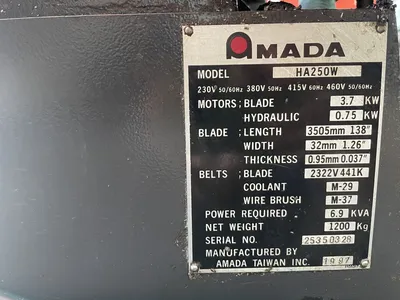 AMADA
MODEL HA250W
230V 50/60Hz 380V 50Hz 415V 60Hz 460V 50/60Hz
MOTORS; BLADE 3.7 KW
HYDRAULIC 0.75 KW
BLADE; LENGTH 3505mm 138"
WIDTH 32mm 1.26"
THICKNESS 0.95mm 0.037"
BELTS; BLADE 2322V441K
COOLANT M-29
WIRE BRUSH M-37
POWER REQUIRED 6.9 KVA
NET WEIGHT 1200 Kg
SERIAL NO. 25350328
MANUFACTURED BY
AMADA TAIWAN INC. 1987